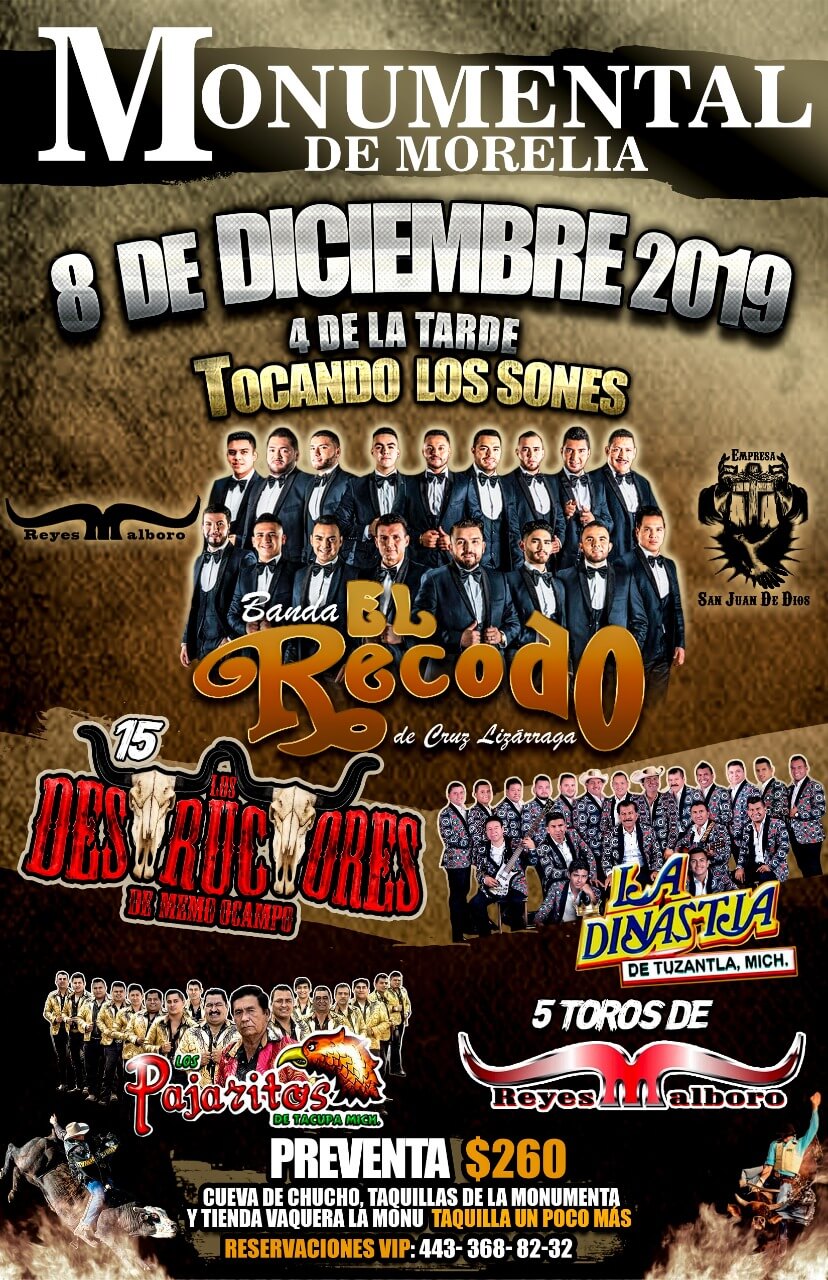 MONUMENTAL
DE MORELIA
8 DE DICIEMBRE 2019
4 DE LA TARDE
TOCANDO LOS SONES
Reyes Malboro
EMPRESA
SAN JUAN DE DIOS
Banda EL
Recodo
de Cruz Lizárraga
15
LOS
DESTRUCTORES
DE MEMO OCAMPO
LA
DINASTIA
DE TUZANTLA, MICH.
LOS
Pajaritos
DE TACUPA MICH.
5 TOROS DE
Reyes Malboro
PREVENTA $260
CUEVA DE CHUCHO, TAQUILLAS DE LA MONUMENTA
Y TIENDA VAQUERA LA MONU TAQUILLA UN POCO MÁS
RESERVACIONES VIP: 443- 368- 82-32